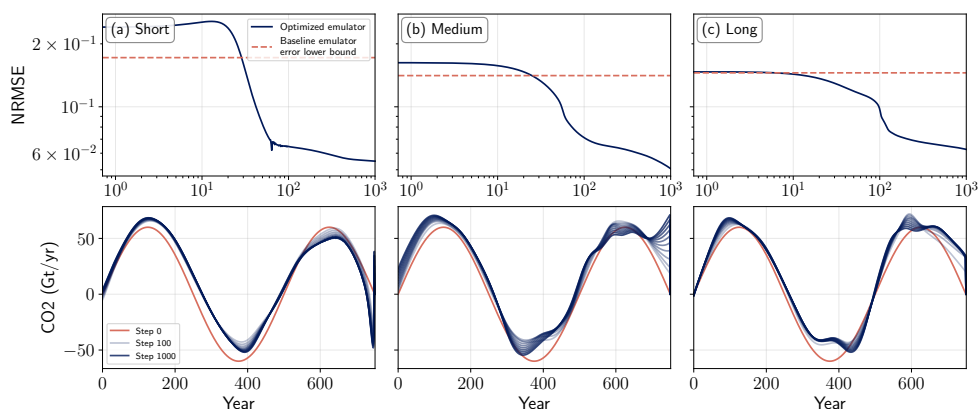 (a) Short
Optimized emulator
Baseline emulator
error lower bound
(b) Medium
(c) Long
NRMSE
2 × 10⁻¹
10⁻¹
6 × 10⁻²
10⁰ 10¹ 10² 10³
10⁰ 10¹ 10² 10³
10⁰ 10¹ 10² 10³
CO2 (Gt/yr)
50
0
−50
Step 0
Step 100
Step 1000
0 200 400 600
0 200 400 600
0 200 400 600
Year
Year
Year